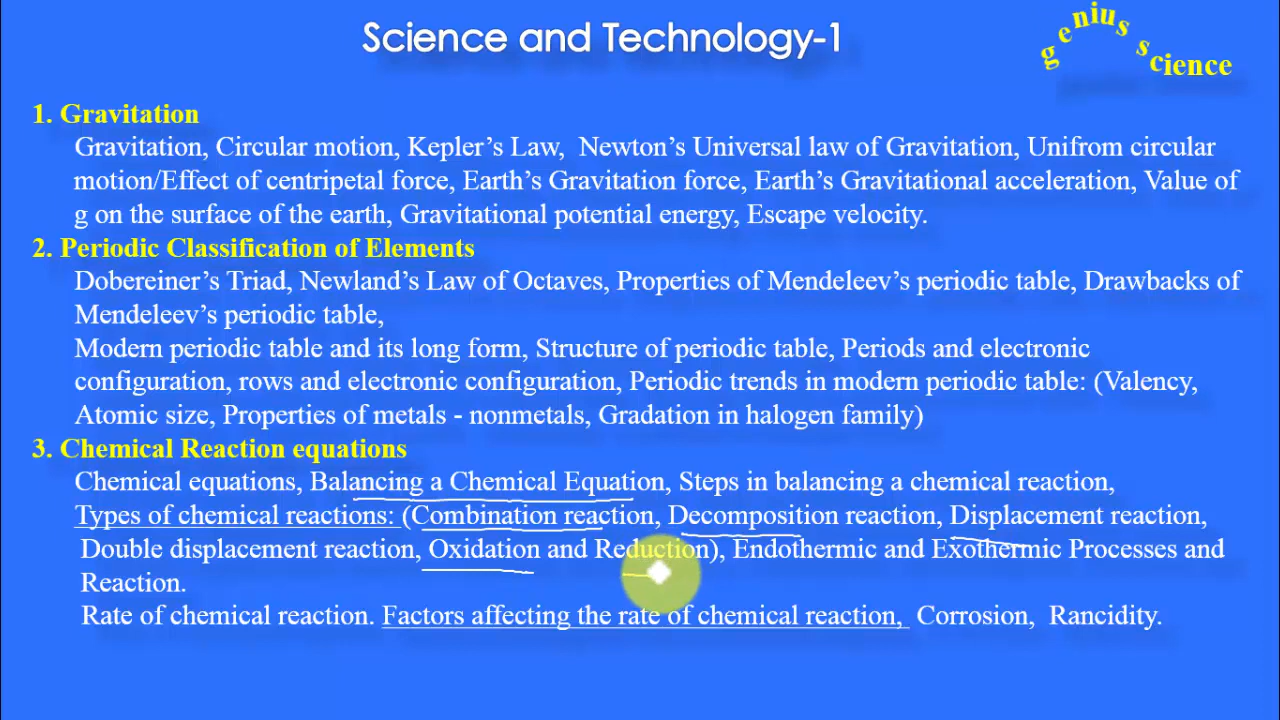 Science and Technology-1
genius science
1. Gravitation
Gravitation, Circular motion, Kepler’s Law, Newton’s Universal law of Gravitation, Unifrom circular
motion/Effect of centripetal force, Earth’s Gravitation force, Earth’s Gravitational acceleration, Value of
g on the surface of the earth, Gravitational potential energy, Escape velocity.
2. Periodic Classification of Elements
Dobereiner’s Triad, Newland’s Law of Octaves, Properties of Mendeleev’s periodic table, Drawbacks of
Mendeleev’s periodic table,
Modern periodic table and its long form, Structure of periodic table, Periods and electronic
configuration, rows and electronic configuration, Periodic trends in modern periodic table: (Valency,
Atomic size, Properties of metals - nonmetals, Gradation in halogen family)
3. Chemical Reaction equations
Chemical equations, Balancing a Chemical Equation, Steps in balancing a chemical reaction,
Types of chemical reactions: (Combination reaction, Decomposition reaction, Displacement reaction,
Double displacement reaction, Oxidation and Reduction), Endothermic and Exothermic Processes and
Reaction.
Rate of chemical reaction. Factors affecting the rate of chemical reaction, Corrosion, Rancidity.